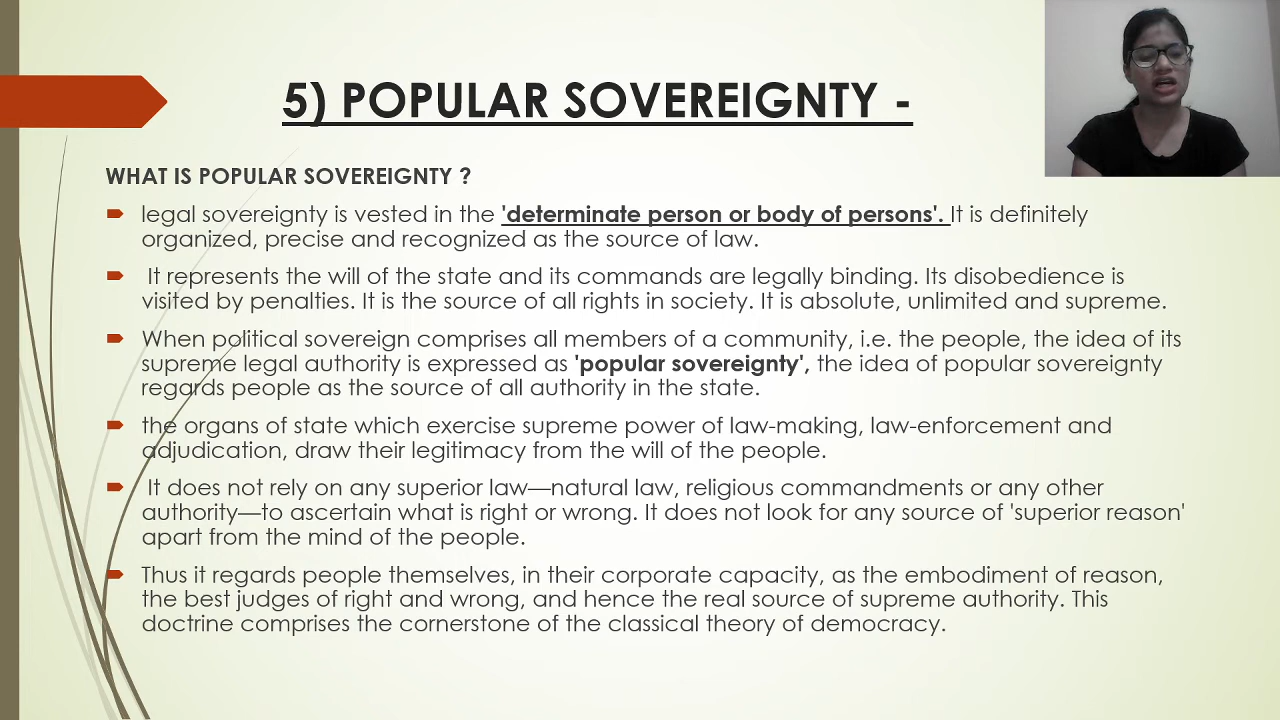 5) POPULAR SOVEREIGNTY -
WHAT IS POPULAR SOVEREIGNTY ?
legal sovereignty is vested in the 'determinate person or body of persons'. It is definitely
organized, precise and recognized as the source of law.
It represents the will of the state and its commands are legally binding. Its disobedience is
visited by penalties. It is the source of all rights in society. It is absolute, unlimited and supreme.
When political sovereign comprises all members of a community, i.e. the people, the idea of its
supreme legal authority is expressed as 'popular sovereignty', the idea of popular sovereignty
regards people as the source of all authority in the state.
the organs of state which exercise supreme power of law-making, law-enforcement and
adjudication, draw their legitimacy from the will of the people.
It does not rely on any superior law—natural law, religious commandments or any other
authority—to ascertain what is right or wrong. It does not look for any source of 'superior reason'
apart from the mind of the people.
Thus it regards people themselves, in their corporate capacity, as the embodiment of reason,
the best judges of right and wrong, and hence the real source of supreme authority. This
doctrine comprises the cornerstone of the classical theory of democracy.